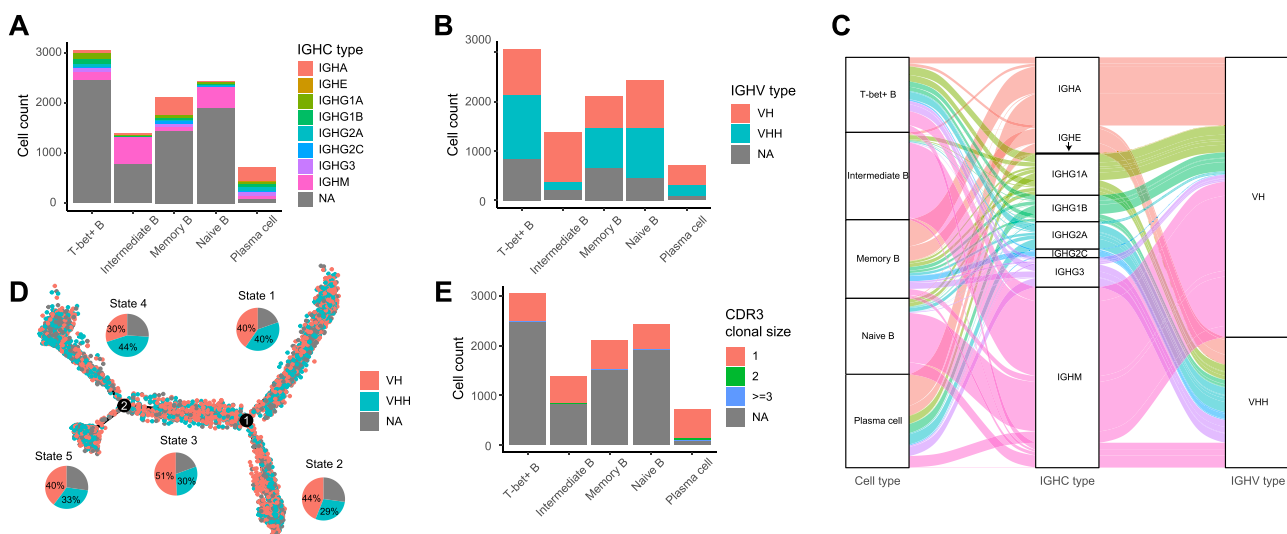 A
IGHC type
IGHA
IGHE
IGHG1A
IGHG1B
IGHG2A
IGHG2C
IGHG3
IGHM
NA
Cell count
3000
2000
1000
0
T-bet+ B
Intermediate B
Memory B
Naive B
Plasma cell
B
IGHV type
VH
VHH
NA
Cell count
3000
2000
1000
0
T-bet+ B
Intermediate B
Memory B
Naive B
Plasma cell
C
T-bet+ B
Intermediate B
Memory B
Naive B
Plasma cell
IGHA
IGHE
IGHG1A
IGHG1B
IGHG2A
IGHG2C
IGHG3
IGHM
VH
VHH
Cell type
IGHC type
IGHV type
D
State 4
30%
44%
State 1
40%
40%
2
1
VH
VHH
NA
State 5
40%
33%
State 3
51%
30%
State 2
44%
29%
E
CDR3
clonal size
1
2
>=3
NA
Cell count
3000
2000
1000
0
T-bet+ B
Intermediate B
Memory B
Naive B
Plasma cell